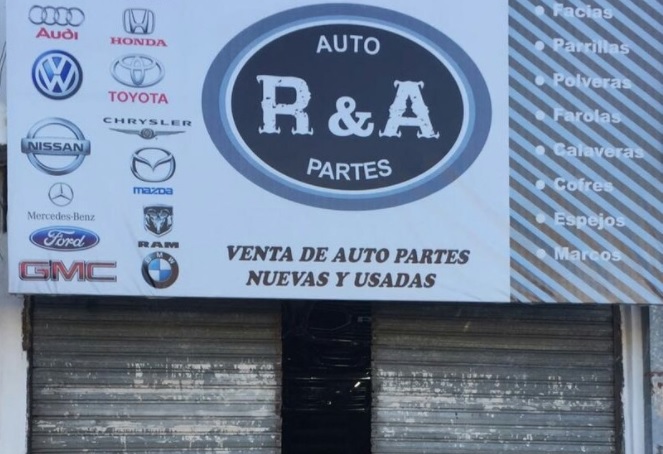 Audi
HONDA
TOYOTA
NISSAN
CHRYSLER
mazda
Mercedes-Benz
Ford
RAM
GMC
BMW
AUTO
R & A
PARTES
VENTA DE AUTO PARTES
NUEVAS Y USADAS
• Facias
• Parrillas
• Polveras
• Farolas
• Calaveras
• Cofres
• Espejos
• Marcos